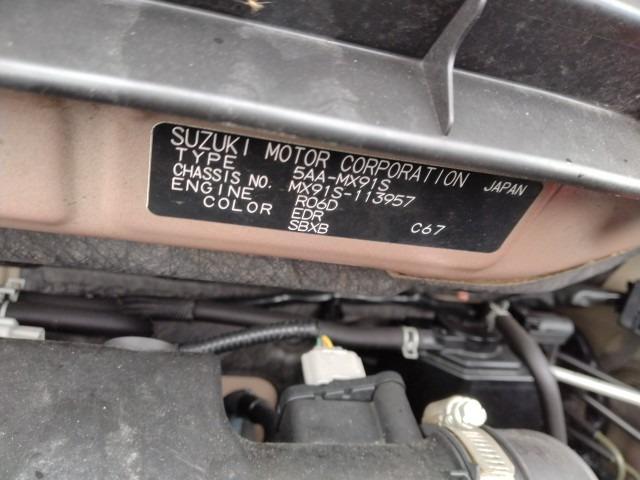 SUZUKI MOTOR CORPORATION JAPAN
TYPE 5AA-MX91S
CHASSIS NO. MX91S-113957
ENGINE R06D
COLOR EDR
SBXB C67